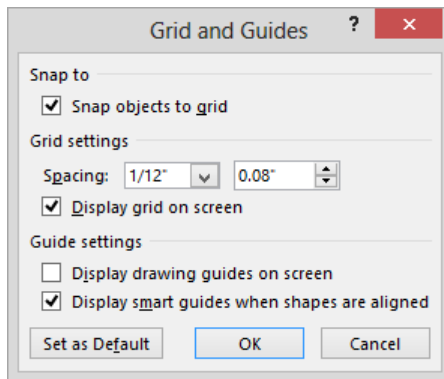 Grid and Guides ?
Snap to
Snap objects to grid
Grid settings
Spacing: 1/12" 0.08"
Display grid on screen
Guide settings
Display drawing guides on screen
Display smart guides when shapes are aligned
Set as Default OK Cancel